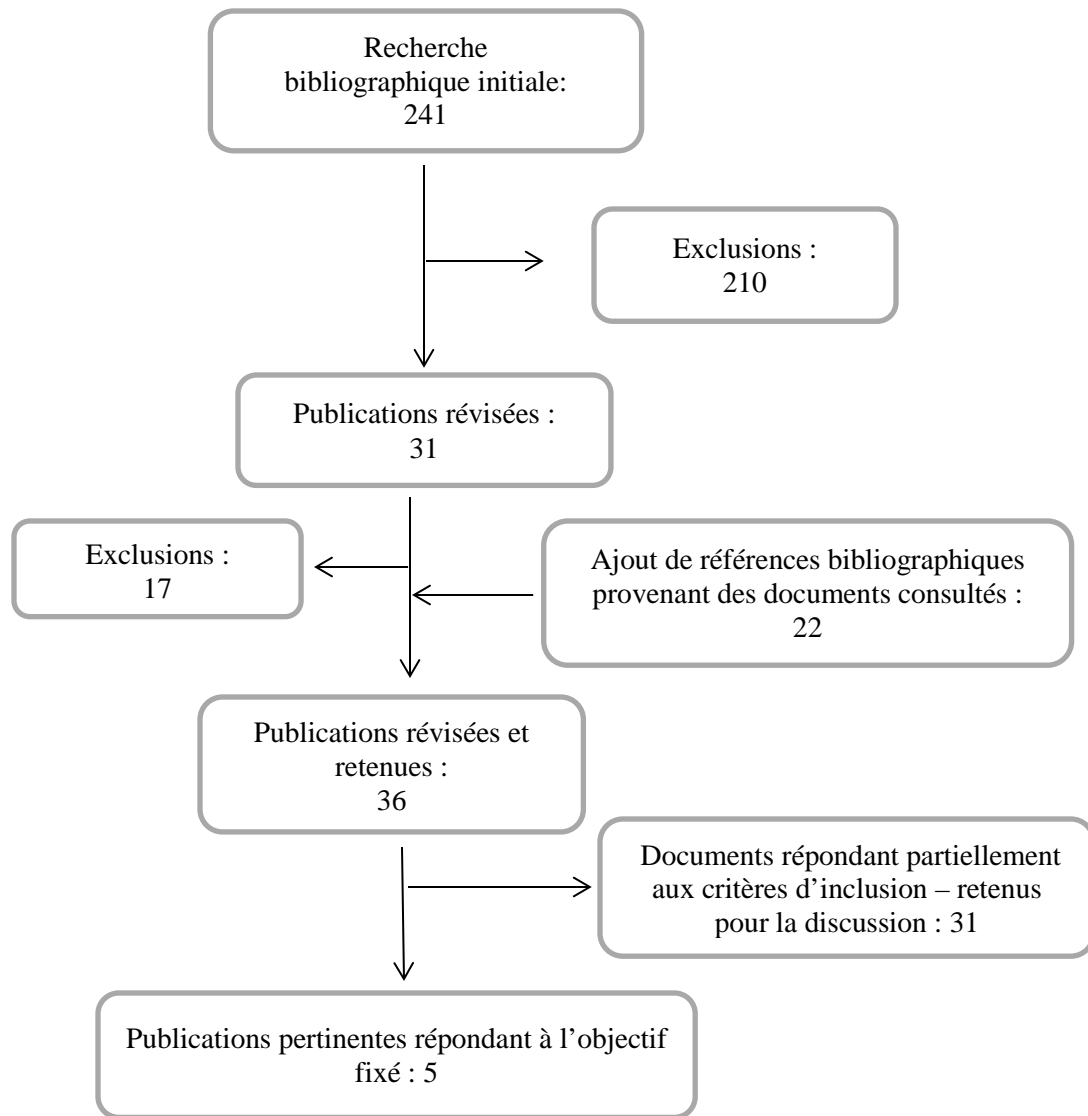 Recherche
bibliographique initiale:
241
Exclusions :
210
Publications révisées :
31
Exclusions :
17
Ajout de références bibliographiques
provenant des documents consultés :
22
Publications révisées et
retenues :
36
Documents répondant partiellement
aux critères d’inclusion – retenus
pour la discussion : 31
Publications pertinentes répondant à l’objectif
fixé : 5